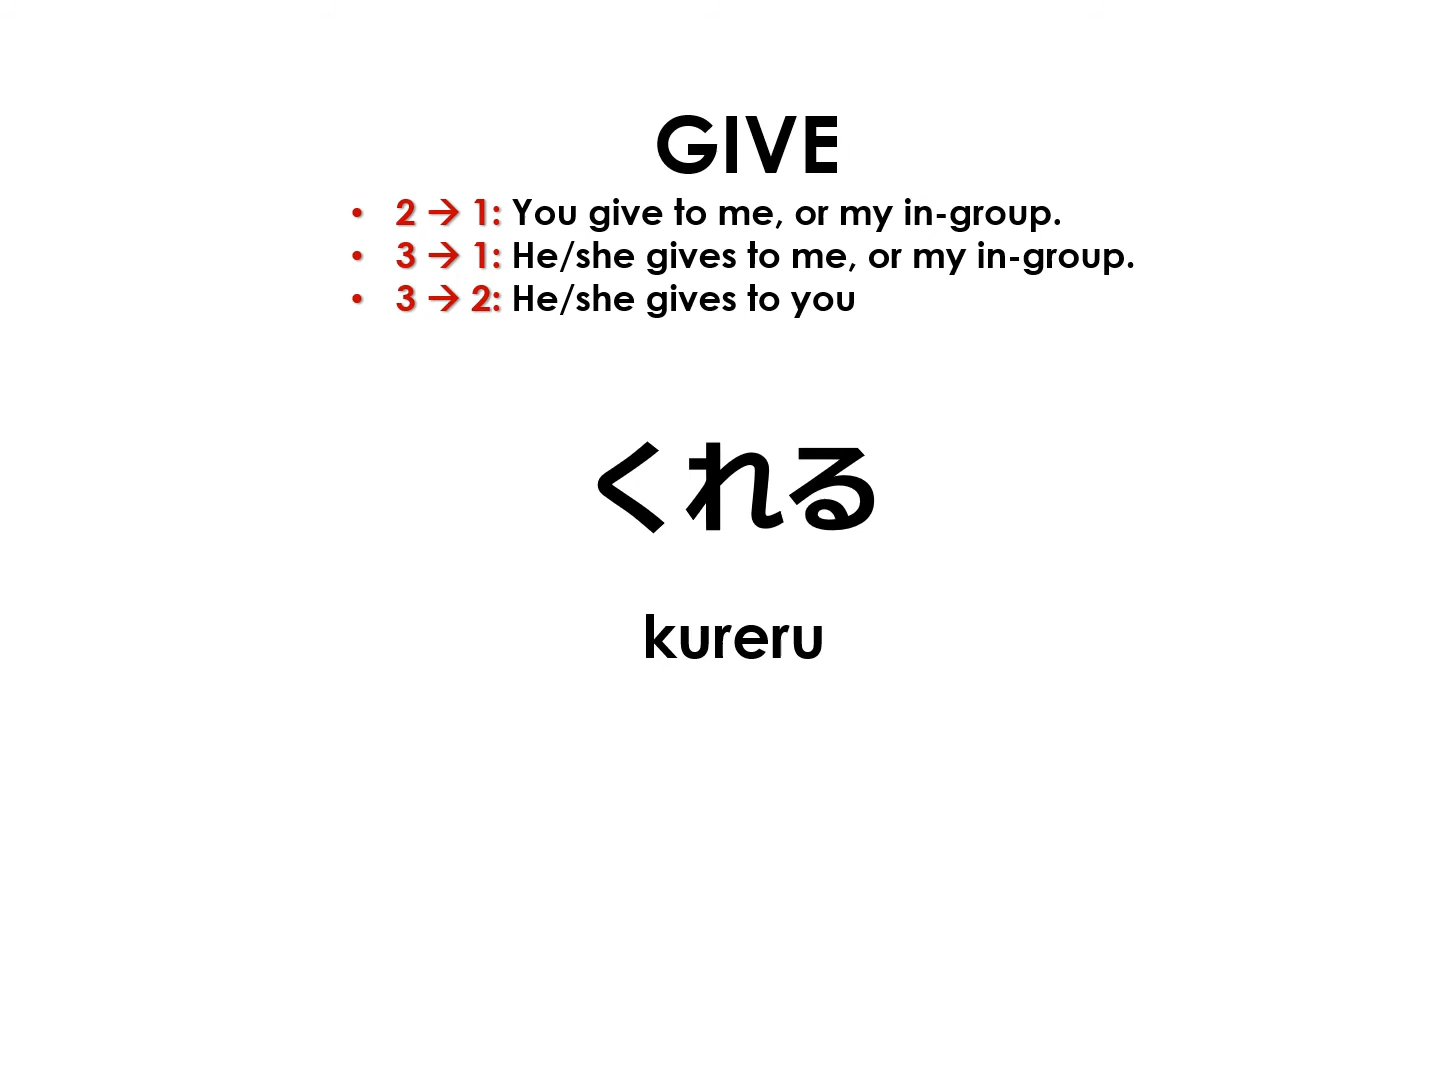 GIVE
• 2 → 1: You give to me, or my in-group.
• 3 → 1: He/she gives to me, or my in-group.
• 3 → 2: He/she gives to you
くれる
kureru